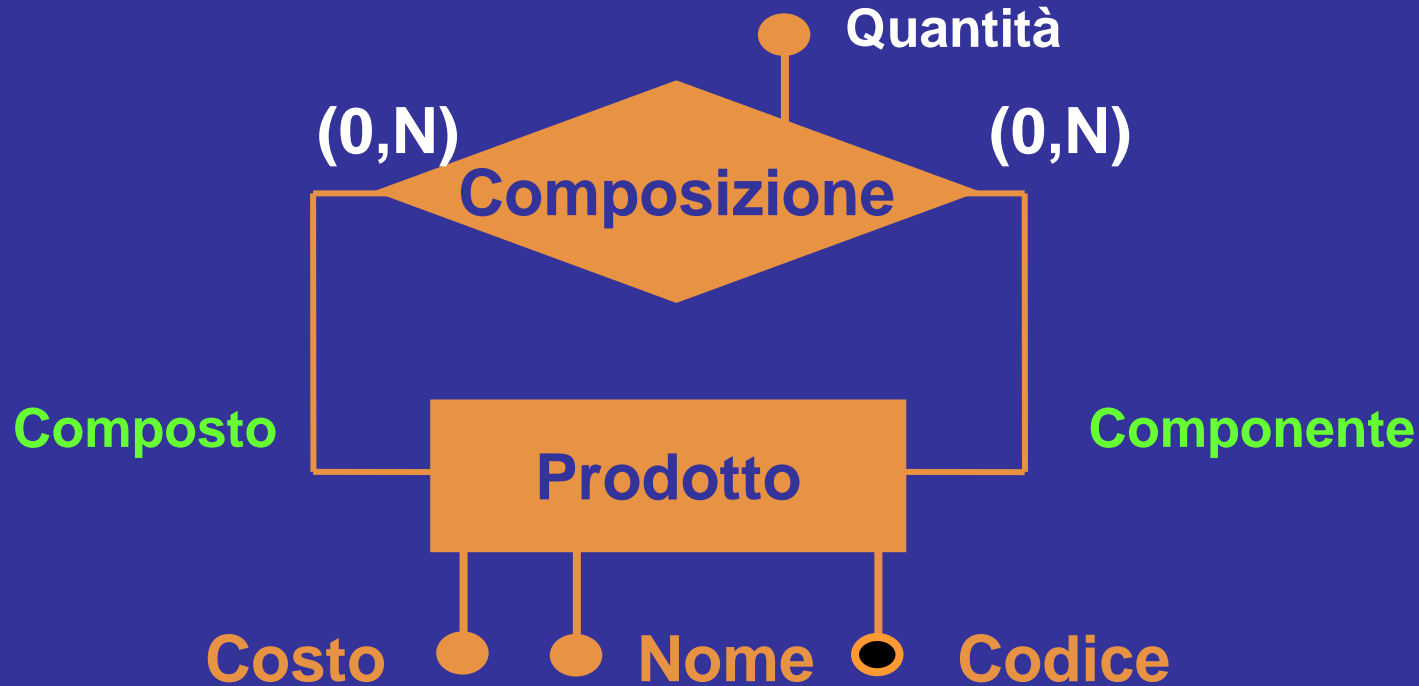 Quantità
(0,N)
(0,N)
Composizione
Composto
Componente
Prodotto
Costo
Nome
Codice